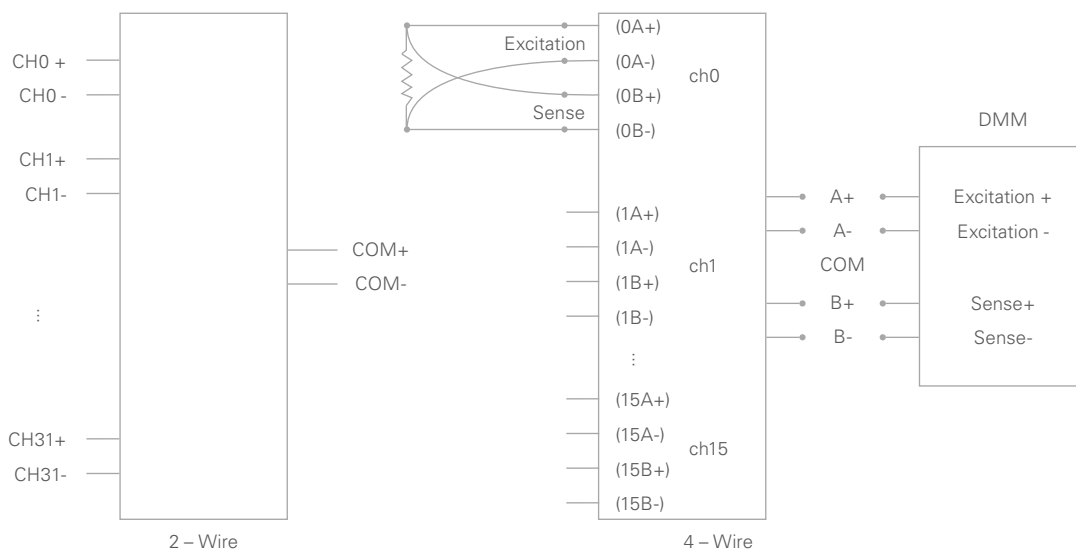 CH0 +
CH0 -
CH1+
CH1-
⋮
CH31+
CH31-
COM+
COM-
2 – Wire
Excitation
Sense
(0A+)
(0A-)
(0B+)
(0B-)
ch0
(1A+)
(1A-)
(1B+)
(1B-)
ch1
⋮
(15A+)
(15A-)
(15B+)
(15B-)
ch15
4 – Wire
A+
A-
COM
B+
B-
DMM
Excitation +
Excitation -
Sense+
Sense-